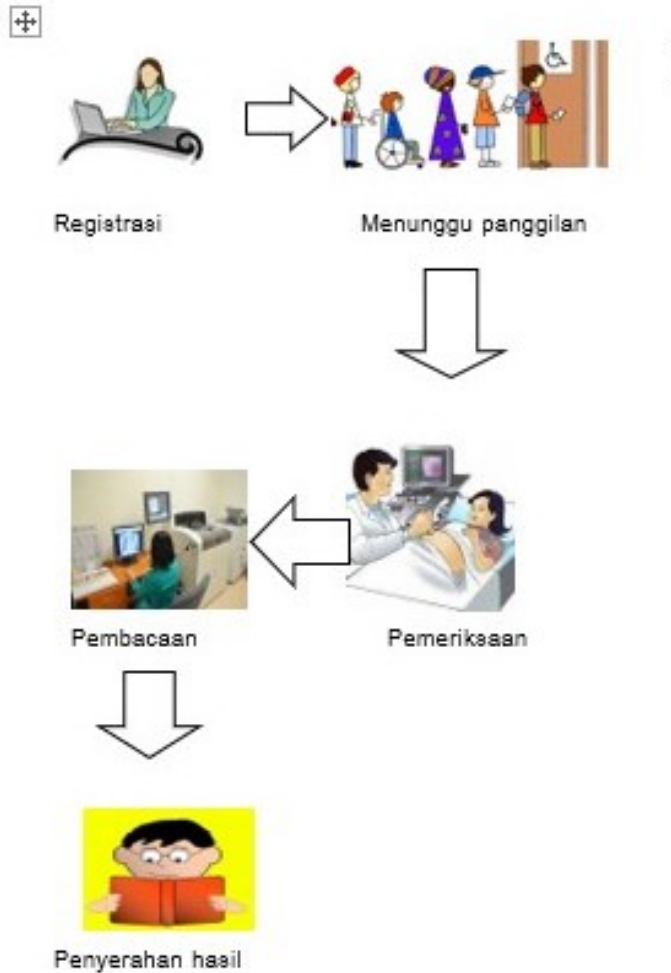 Registrasi
Menunggu panggilan
Pemeriksaan
Pembacaan
Penyerahan hasil